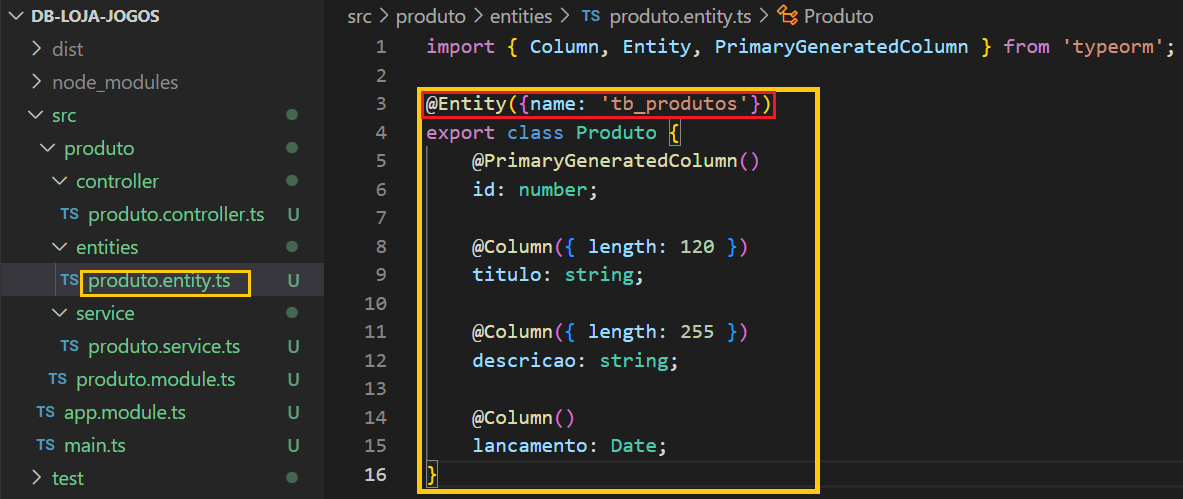 DB-LOJA-JOGOS
dist
node_modules
src
produto
controller
TS produto.controller.ts U
entities
TS produto.entity.ts U
service
TS produto.service.ts U
TS produto.module.ts U
TS app.module.ts U
TS main.ts U
test
src > produto > entities > TS produto.entity.ts > Produto
1 import { Column, Entity, PrimaryGeneratedColumn } from 'typeorm';
2
3 @Entity({name: 'tb_produtos'})
4 export class Produto {
5 @PrimaryGeneratedColumn()
6 id: number;
7
8 @Column({ length: 120 })
9 titulo: string;
10
11 @Column({ length: 255 })
12 descricao: string;
13
14 @Column()
15 lancamento: Date;
16 }